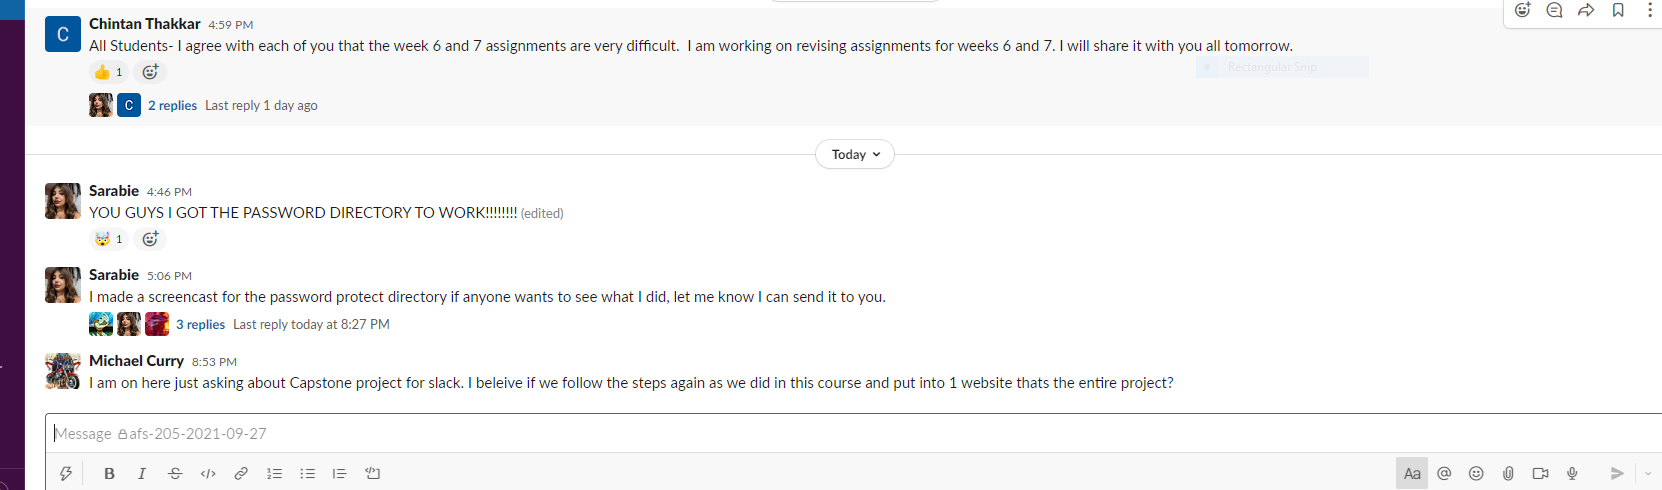 Chintan Thakkar 4:59 PM
All Students- I agree with each of you that the week 6 and 7 assignments are very difficult.  I am working on revising assignments for weeks 6 and 7. I will share it with you all tomorrow.
Rectangular Snip
👍 1
C 2 replies Last reply 1 day ago
Today
Sarabie 4:46 PM
YOU GUYS I GOT THE PASSWORD DIRECTORY TO WORK!!!!!!!! (edited)
🤯 1
Sarabie 5:06 PM
I made a screencast for the password protect directory if anyone wants to see what I did, let me know I can send it to you.
3 replies Last reply today at 8:27 PM
Michael Curry 8:53 PM
I am on here just asking about Capstone project for slack. I beleive if we follow the steps again as we did in this course and put into 1 website thats the entire project?
Message afs-205-2021-09-27
B I S </> Aa @